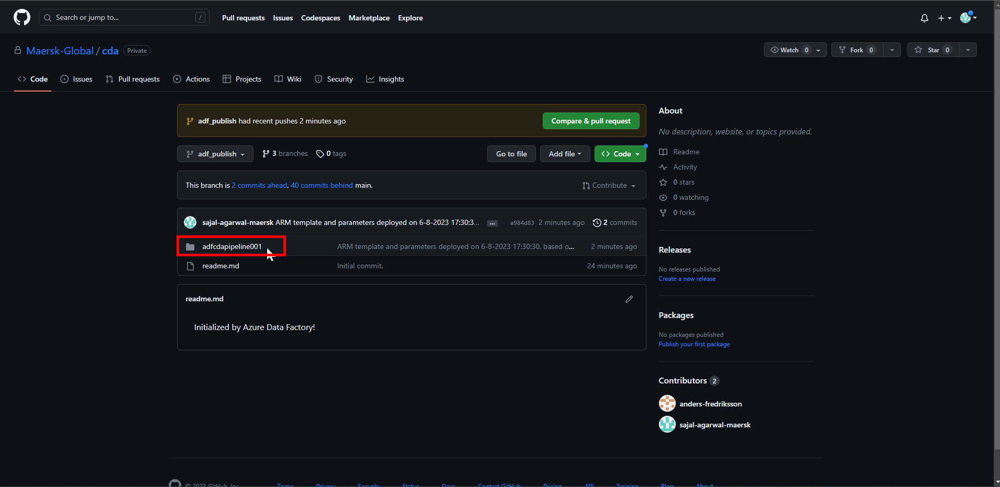 Search or jump to... /
Pull requests Issues Codespaces Marketplace Explore
Maersk-Global / cda Private
Watch 0 Fork 0 Star 0
Code Issues Pull requests Actions Projects Wiki Security Insights
adf_publish had recent pushes 2 minutes ago Compare & pull request
adf_publish 3 branches 0 tags Go to file Add file Code
This branch is 2 commits ahead, 40 commits behind main. Contribute
sajal-agarwal-maersk ARM template and parameters deployed on 6-8-2023 17:30:3... ... a984d83 2 minutes ago 2 commits
adfcdapipeline001 ARM template and parameters deployed on 6-8-2023 17:30:30, based o... 2 minutes ago
readme.md Initial commit. 24 minutes ago
readme.md
Initialized by Azure Data Factory!
About
No description, website, or topics provided.
Readme
Activity
0 stars
0 watching
0 forks
Releases
No releases published
Create a new release
Packages
No packages published
Publish your first package
Contributors 2
anders-fredriksson
sajal-agarwal-maersk
© 2023 GitHub, Inc. Terms Privacy Security Status Docs Contact GitHub Pricing API Training Blog About